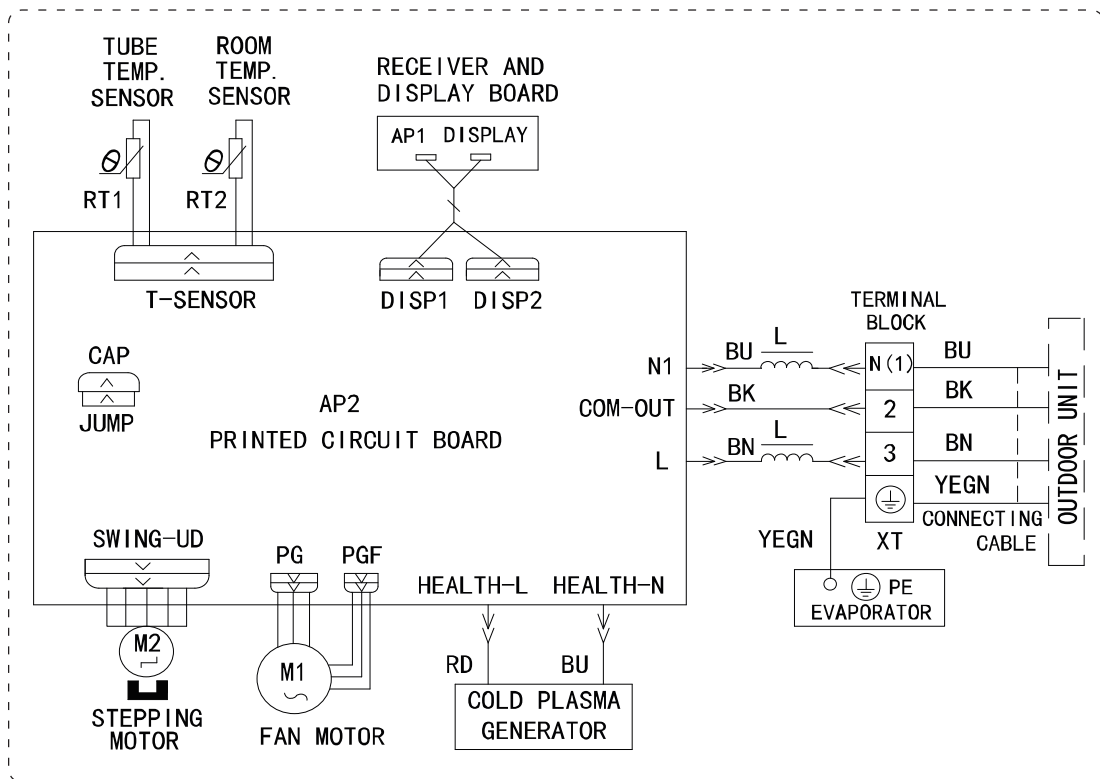 TUBE
TEMP.
SENSOR
ROOM
TEMP.
SENSOR
RECEIVER AND
DISPLAY BOARD
AP1 DISPLAY
θ
RT1
θ
RT2
T-SENSOR
DISP1
DISP2
TERMINAL
BLOCK
CAP
JUMP
AP2
PRINTED CIRCUIT BOARD
N1
BU
L
N(1)
BU
COM-OUT
BK
2
BK
L
BN
L
3
BN
YEGN
CONNECTING
CABLE
OUTDOOR UNIT
XT
YEGN
PE
EVAPORATOR
SWING-UD
PG
PGF
HEALTH-L
HEALTH-N
M2
STEPPING
MOTOR
M1
FAN MOTOR
RD
BU
COLD PLASMA
GENERATOR